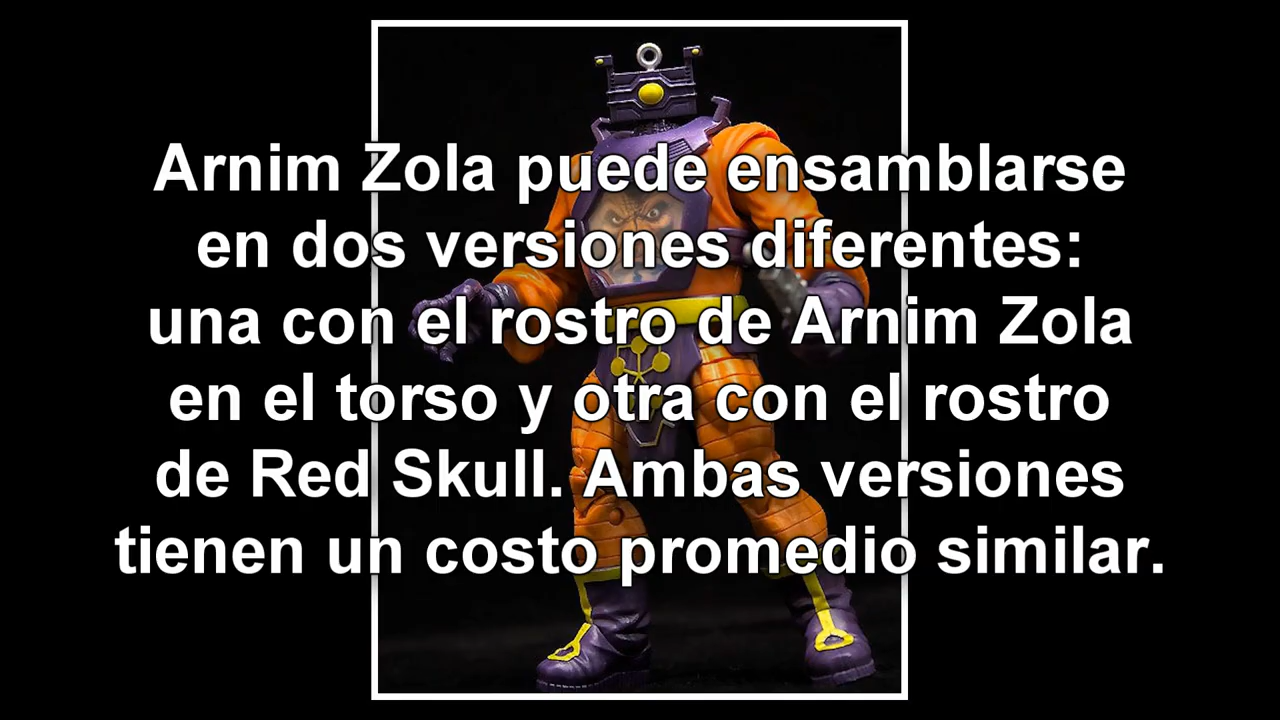 Arnim Zola puede ensamblarse
en dos versiones diferentes:
una con el rostro de Arnim Zola
en el torso y otra con el rostro
de Red Skull. Ambas versiones
tienen un costo promedio similar.